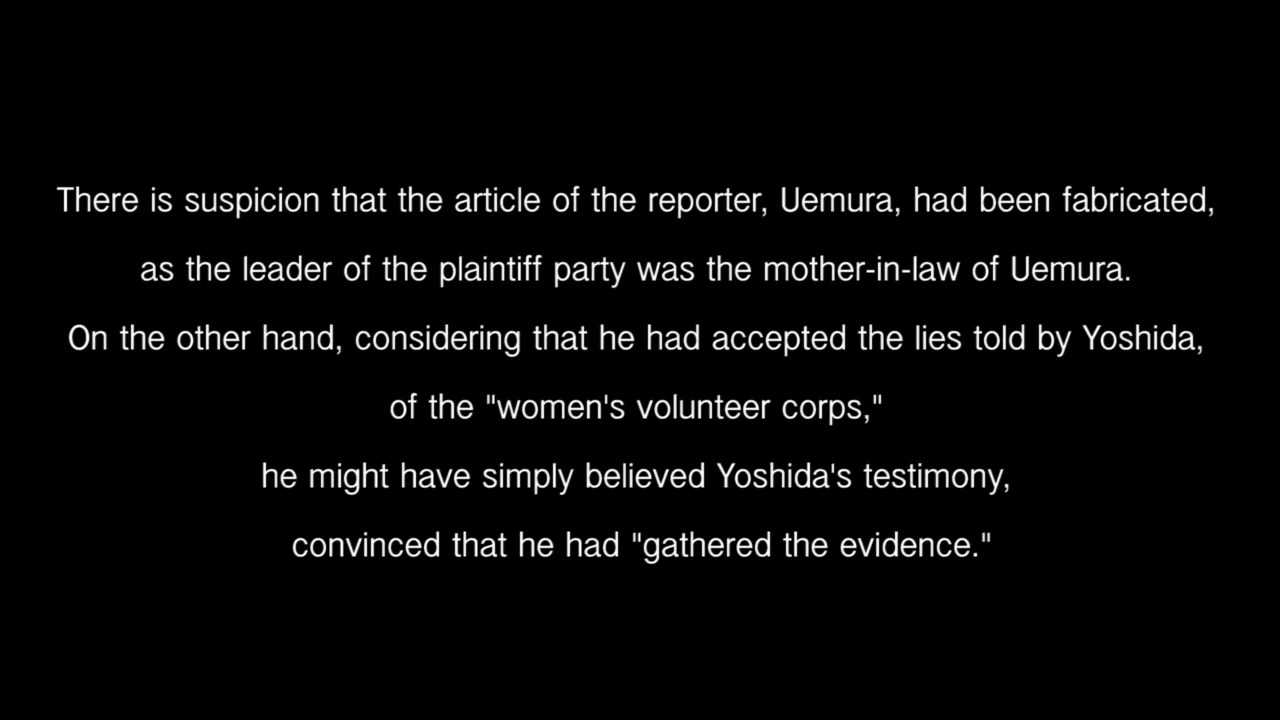 There is suspicion that the article of the reporter, Uemura, had been fabricated,
as the leader of the plaintiff party was the mother-in-law of Uemura.
On the other hand, considering that he had accepted the lies told by Yoshida,
of the "women's volunteer corps,"
he might have simply believed Yoshida's testimony,
convinced that he had "gathered the evidence."